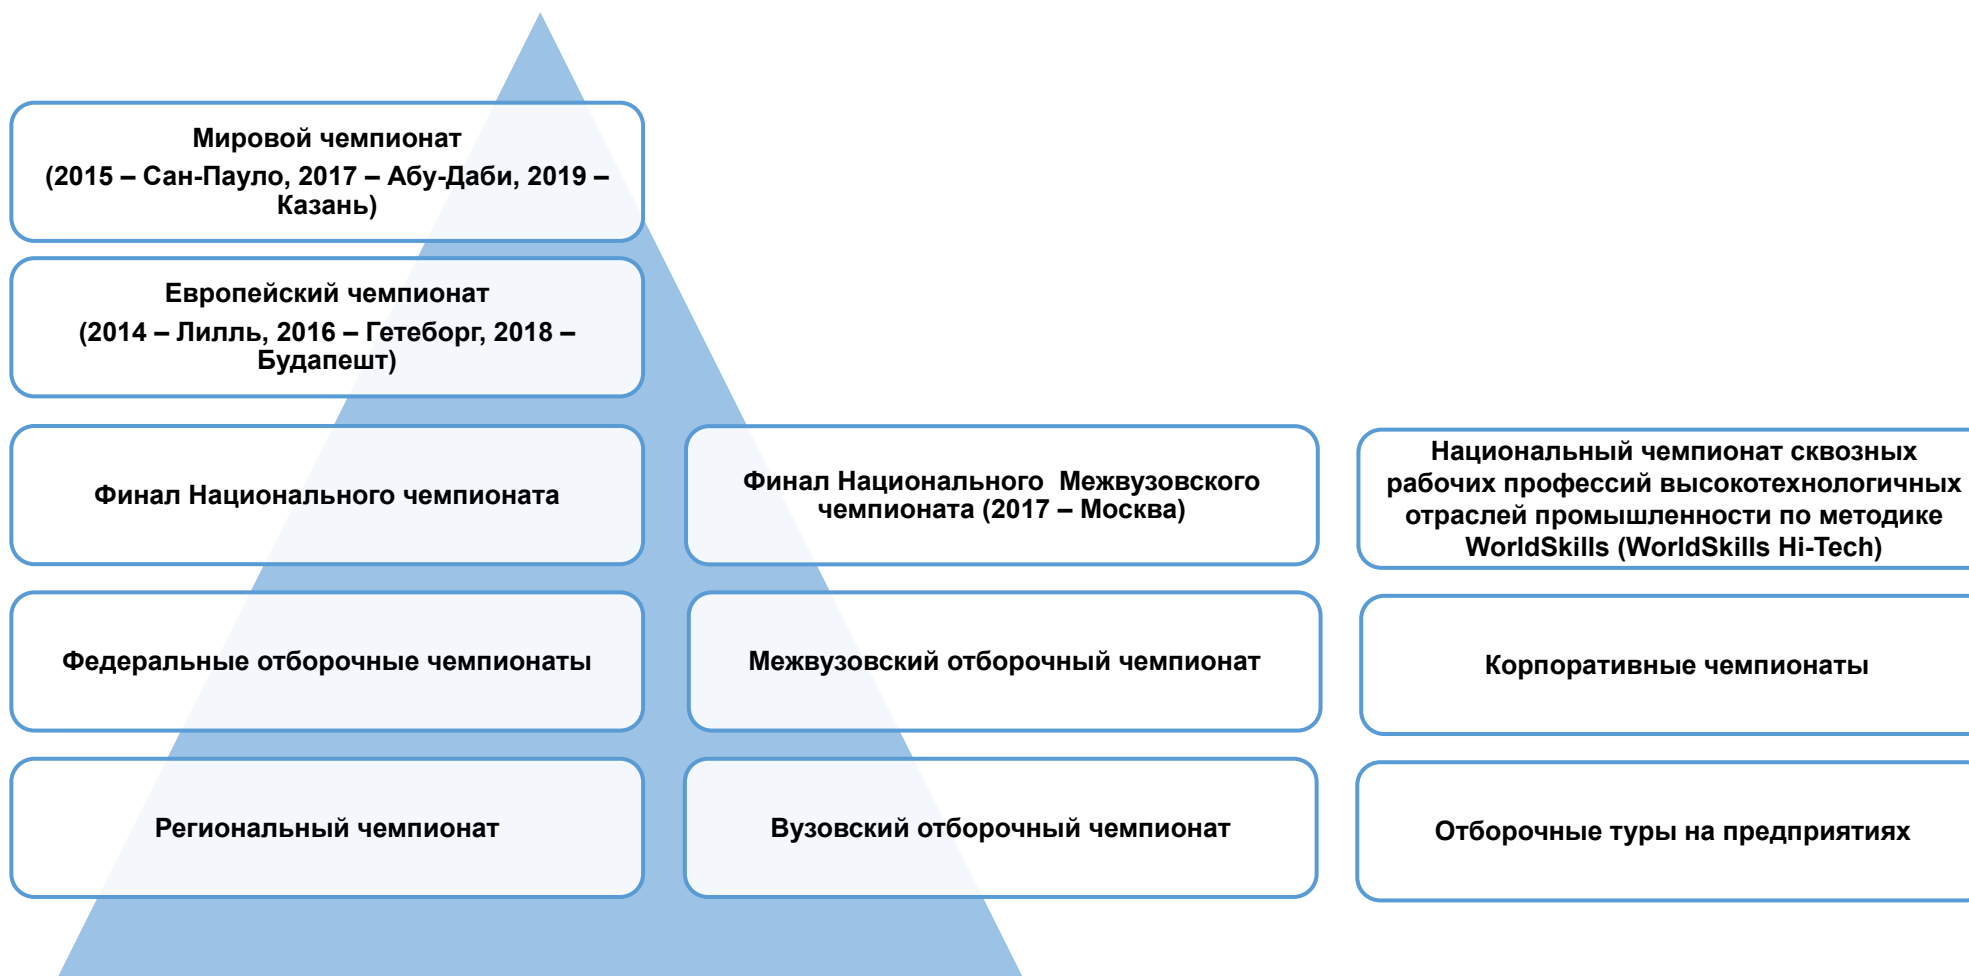 Мировой чемпионат
(2015 – Сан-Пауло, 2017 – Абу-Даби, 2019 –
Казань)
Европейский чемпионат
(2014 – Лилль, 2016 – Гетеборг, 2018 –
Будапешт)
Финал Национального чемпионата
Финал Национального Межвузовского
чемпионата (2017 – Москва)
Национальный чемпионат сквозных
рабочих профессий высокотехнологичных
отраслей промышленности по методике
WorldSkills (WorldSkills Hi-Tech)
Федеральные отборочные чемпионаты
Межвузовский отборочный чемпионат
Корпоративные чемпионаты
Региональный чемпионат
Вузовский отборочный чемпионат
Отборочные туры на предприятиях